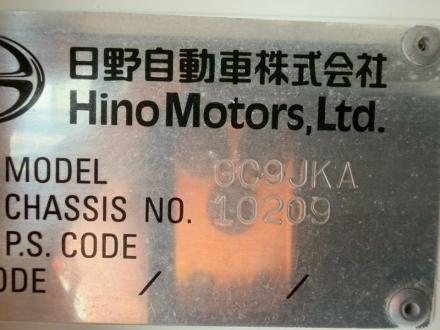 日野自動車株式会社
Hino Motors, Ltd.
MODEL GC9JKA
CHASSIS NO. 10209
P.S. CODE
ODE / /